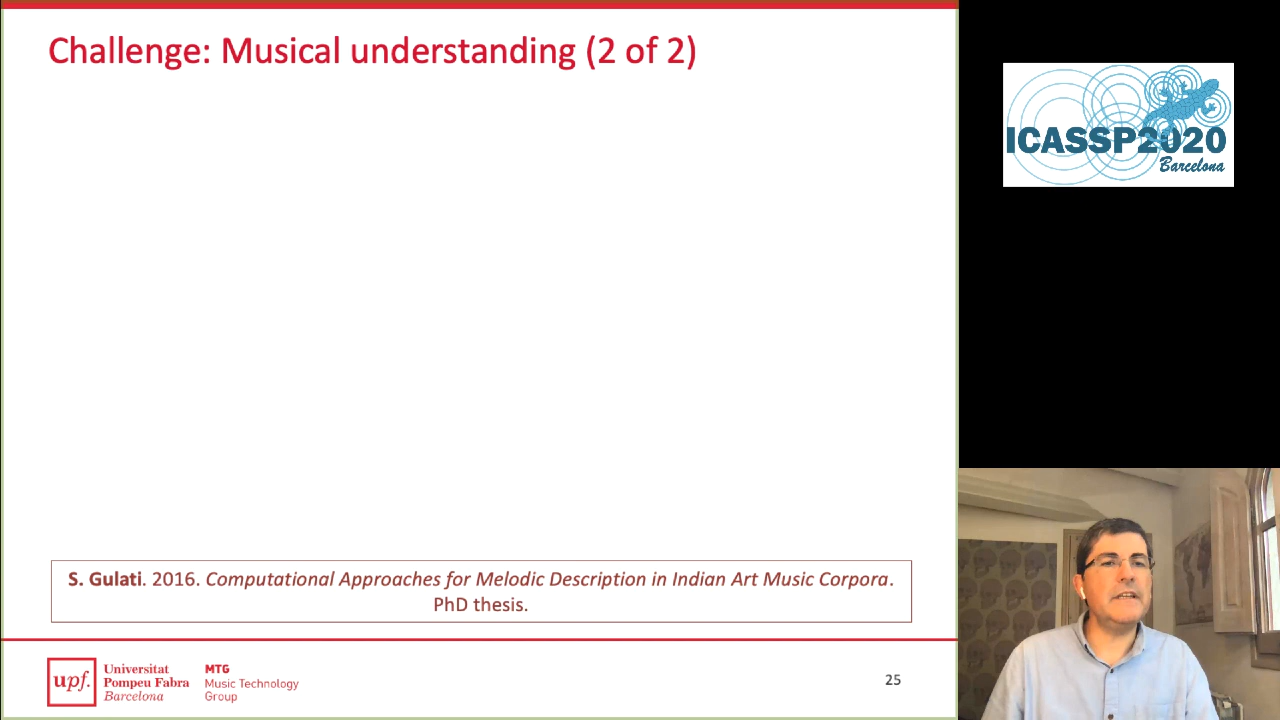 Challenge: Musical understanding (2 of 2)
ICASSP2020
Barcelona
S. Gulati. 2016. Computational Approaches for Melodic Description in Indian Art Music Corpora.
PhD thesis.
upf. Universitat
Pompeu Fabra
Barcelona
MTG
Music Technology
Group
25